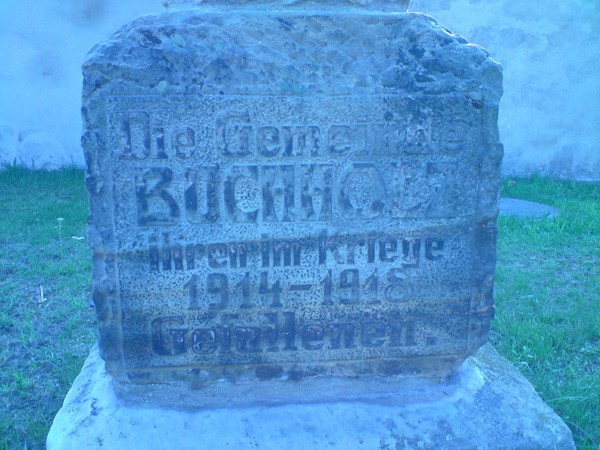 Die Gemeinde
BUCHHOLZ
ihren im Kriege
1914-1918
Gefallenen.